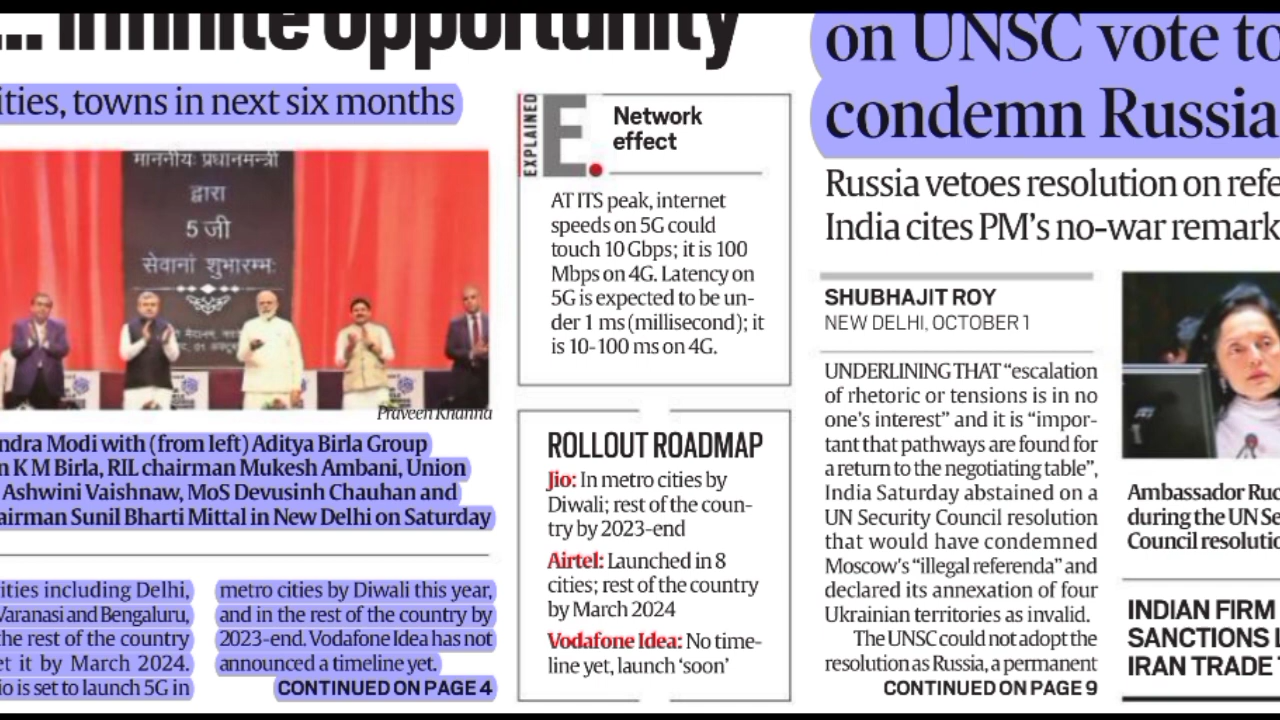 ... Infinite opportunity
ities, towns in next six months
माननीय प्रधानमन्त्री
द्वारा
5 जी
सेवानां शुभारम्भः
Praveen Khanna
ndra Modi with (from left) Aditya Birla Group
n K M Birla, RIL chairman Mukesh Ambani, Union
Ashwini Vaishnaw, MoS Devusinh Chauhan and
airman Sunil Bharti Mittal in New Delhi on Saturday
ities including Delhi,
Varanasi and Bengaluru,
the rest of the country
et it by March 2024.
io is set to launch 5G in
metro cities by Diwali this year,
and in the rest of the country by
2023-end. Vodafone Idea has not
announced a timeline yet.
CONTINUED ON PAGE 4
EXPLAINED
E.
Network
effect
AT ITS peak, internet
speeds on 5G could
touch 10 Gbps; it is 100
Mbps on 4G. Latency on
5G is expected to be un-
der 1 ms (millisecond); it
is 10-100 ms on 4G.
ROLLOUT ROADMAP
Jio: In metro cities by
Diwali; rest of the coun-
try by 2023-end
Airtel: Launched in 8
cities; rest of the country
by March 2024
Vodafone Idea: No time-
line yet, launch ‘soon’
on UNSC vote to
condemn Russia
Russia vetoes resolution on refe
India cites PM’s no-war remark
SHUBHAJIT ROY
NEW DELHI, OCTOBER 1
UNDERLINING THAT “escalation
of rhetoric or tensions is in no
one’s interest” and it is “impor-
tant that pathways are found for
a return to the negotiating table”,
India Saturday abstained on a
UN Security Council resolution
that would have condemned
Moscow’s “illegal referenda” and
declared its annexation of four
Ukrainian territories as invalid.
The UNSC could not adopt the
resolution as Russia, a permanent
CONTINUED ON PAGE 9
Ambassador Ruc
during the UN Se
Council resolutio
INDIAN FIRM
SANCTIONS
IRAN TRADE